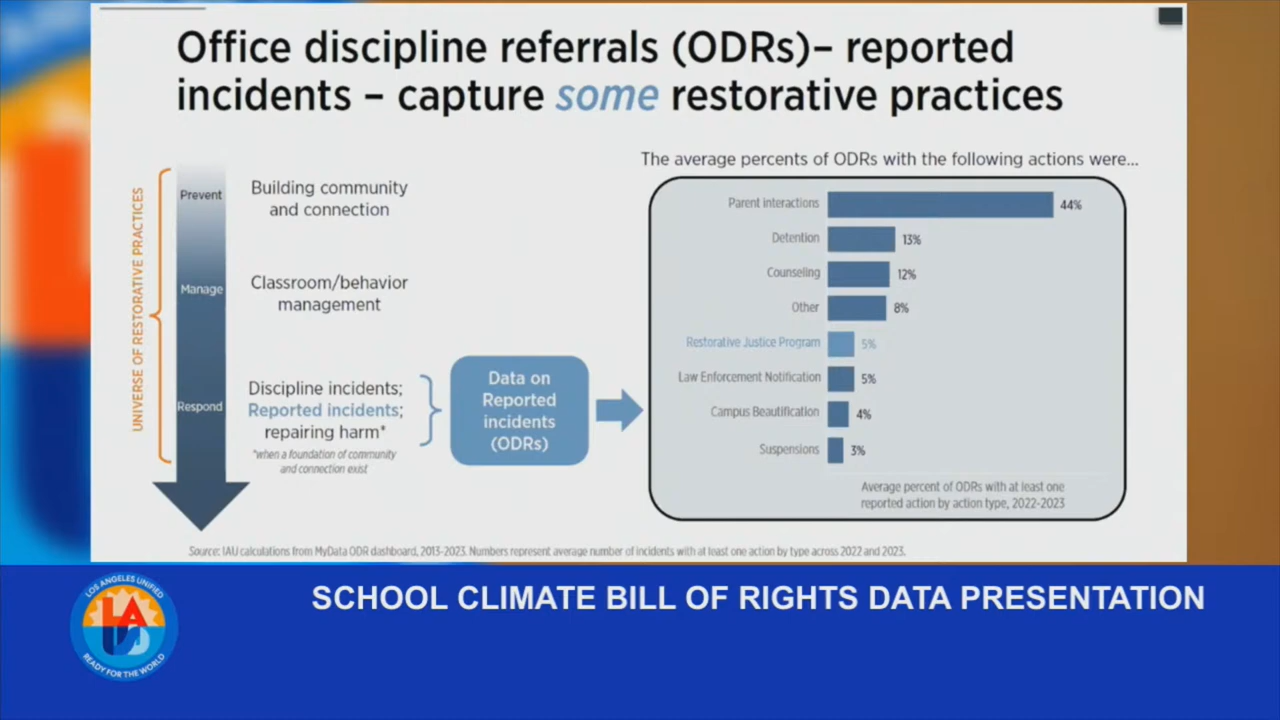 Office discipline referrals (ODRs)– reported
incidents – capture some restorative practices
UNIVERSE OF RESTORATIVE PRACTICES
Prevent
Building community
and connection
Manage
Classroom/behavior
management
Respond
Discipline incidents;
Reported incidents;
repairing harm*
*when a foundation of community
and connection exist
Data on
Reported
incidents
(ODRs)
The average percents of ODRs with the following actions were...
Parent interactions 44%
Detention 13%
Counseling 12%
Other 8%
Restorative Justice Program 5%
Law Enforcement Notification 5%
Campus Beautification 4%
Suspensions 3%
Average percent of ODRs with at least one
reported action by action type, 2022-2023
Source: IAU calculations from MyData ODR dashboard, 2013-2023. Numbers represent average number of incidents with at least one action by type across 2022 and 2023.
LOS ANGELES UNIFIED
LAUSD
READY FOR THE WORLD
SCHOOL CLIMATE BILL OF RIGHTS DATA PRESENTATION